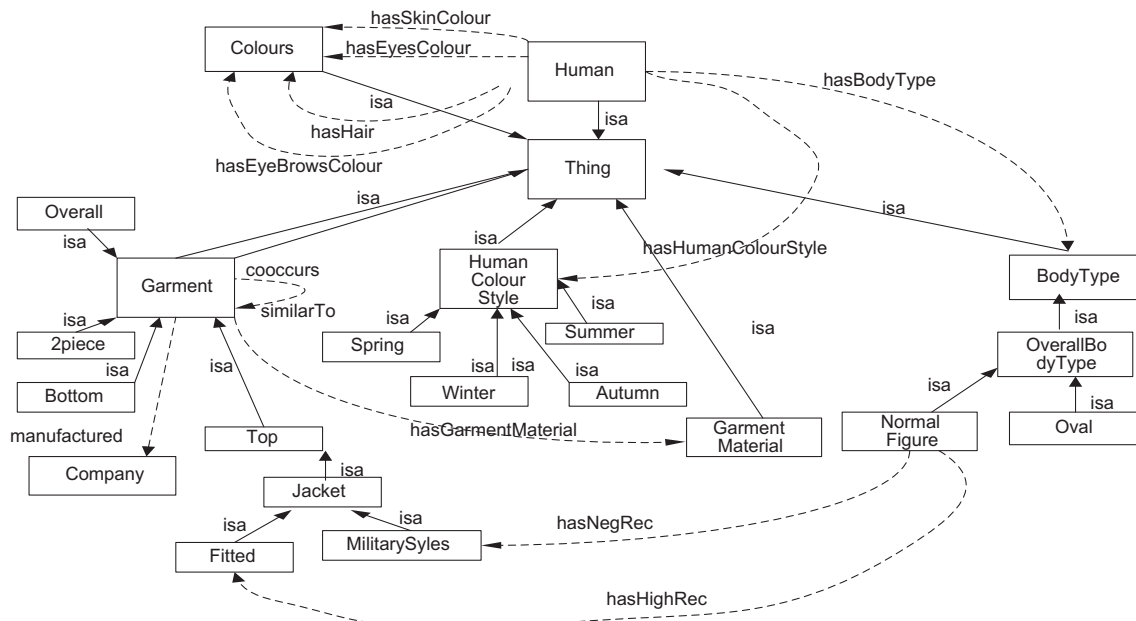 hasSkinColour
Colours
hasEyesColour
Human
hasBodyType
isa
isa
hasHair
hasEyeBrowsColour
Thing
isa
isa
Overall
isa
isa
hasHumanColourStyle
Garment
cooccurs
similarTo
Human
Colour
Style
BodyType
isa
2piece
isa
Spring
isa
Summer
isa
isa
OverallBo
dyType
isa
Bottom
isa
isa
isa
isa
Winter
Autumn
isa
isa
Oval
manufactured
Top
hasGarmentMaterial
Garment
Material
Normal
Figure
Company
isa
Jacket
isa
isa
hasNegRec
Fitted
MilitarySyles
hasHighRec